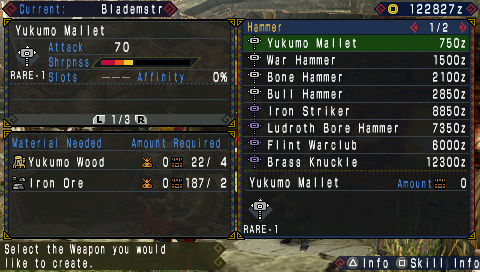 Current: Blademstr
122827z
Yukumo Mallet
Attack 70
Shrpnss
RARE-1 Slots --- Affinity 0%
L 1/3 R
Material Needed Amount Required
Yukumo Wood 0 22/ 4
Iron Ore 0 187/ 2
Hammer 1/2
Yukumo Mallet 750z
War Hammer 1500z
Bone Hammer 2100z
Bull Hammer 2850z
Iron Striker 8850z
Ludroth Bore Hammer 7350z
Flint Warclub 6000z
Brass Knuckle 12300z
Yukumo Mallet Amount 0
RARE-1
Select the Weapon you would
like to create.
Info Skill Info